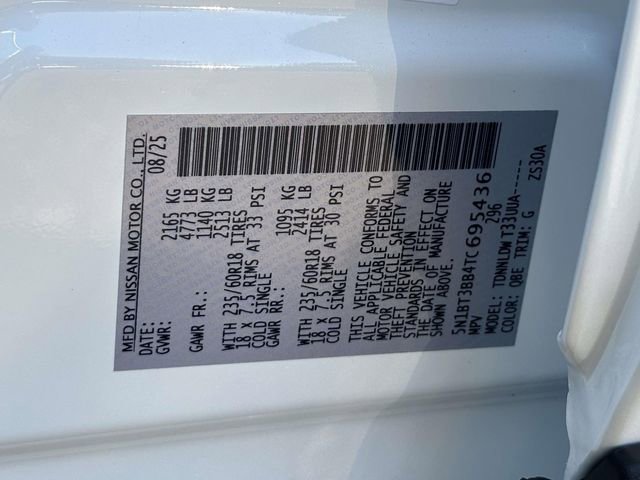 MFD BY NISSAN MOTOR CO.,LTD.
DATE: 08/25
GVWR: 2165 KG
4773 LB
GAWR FR.: 1140 KG
2513 LB
WITH 235/60R18 TIRES
18 X 7.5 RIMS AT 33 PSI
COLD SINGLE
GAWR RR.: 1095 KG
2414 LB
WITH 235/60R18 TIRES
18 X 7.5 RIMS AT 30 PSI
COLD SINGLE
THIS VEHICLE CONFORMS TO
ALL APPLICABLE FEDERAL
MOTOR VEHICLE SAFETY AND
THEFT PREVENTION
STANDARDS IN EFFECT ON
THE DATE OF MANUFACTURE
SHOWN ABOVE.
5N1BT3BB4TC695436
MPV 296
MODEL: TDNNLDW T33UUA------
COLOR: QBE TRIM: G ZS30A